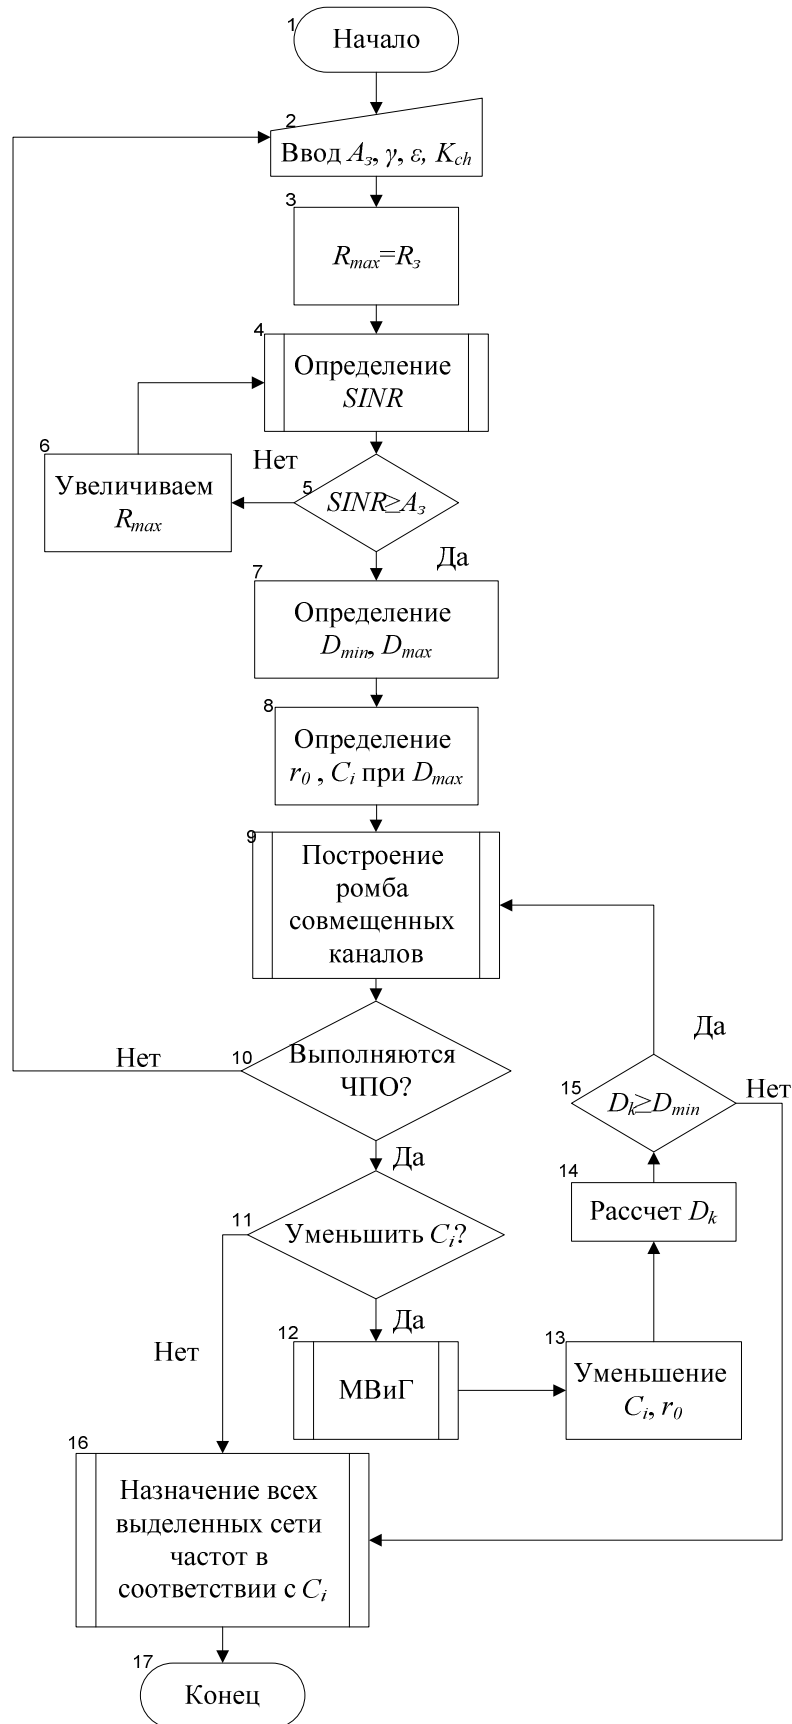 1
Начало
2
Ввод Aз, γ, ε, Kch
3
Rmax=Rз
4
Определение
SINR
Нет
5
SINR≥Aз
6
Увеличиваем
Rmax
Да
7
Определение
Dmin, Dmax
8
Определение
r0 , Ci при Dmax
9
Построение
ромба
совмещенных
каналов
10
Выполняются
ЧПО?
Нет
Да
11
Уменьшить Ci?
Да
Нет
12
МВиГ
13
Уменьшение
Ci, r0
14
Рассчет Dk
15
Dk≥Dmin
Да
Нет
16
Назначение всех
выделенных сети
частот в
соответствии с Ci
17
Конец